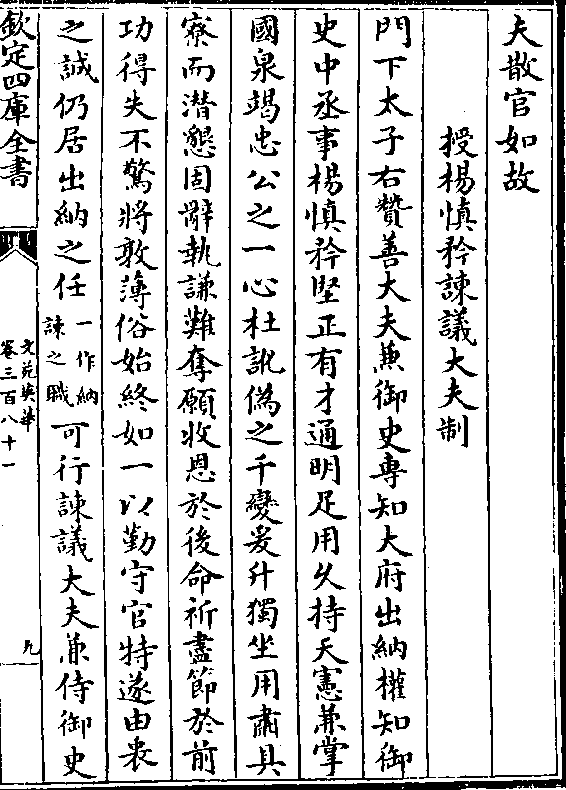 夫散官如故
授楊慎矜諫議大夫制
門下太子右贊善大夫兼御史專知大府出納權知御
史中丞事楊慎矜堅正有才通明足用久持天憲兼掌
國泉竭忠公之一心杜訛偽之千變爰升獨坐用肅具
寮而潛懇固辭執謙難奪願收恩於後命祈盡節於前
功得失不驚將敦薄俗始終如一以勤守官特遂由衷
之誠仍居出納之任一作納諫之職可行諫議大夫兼侍御史
欽定四庫全書
文苑英華
卷三百八十一
九